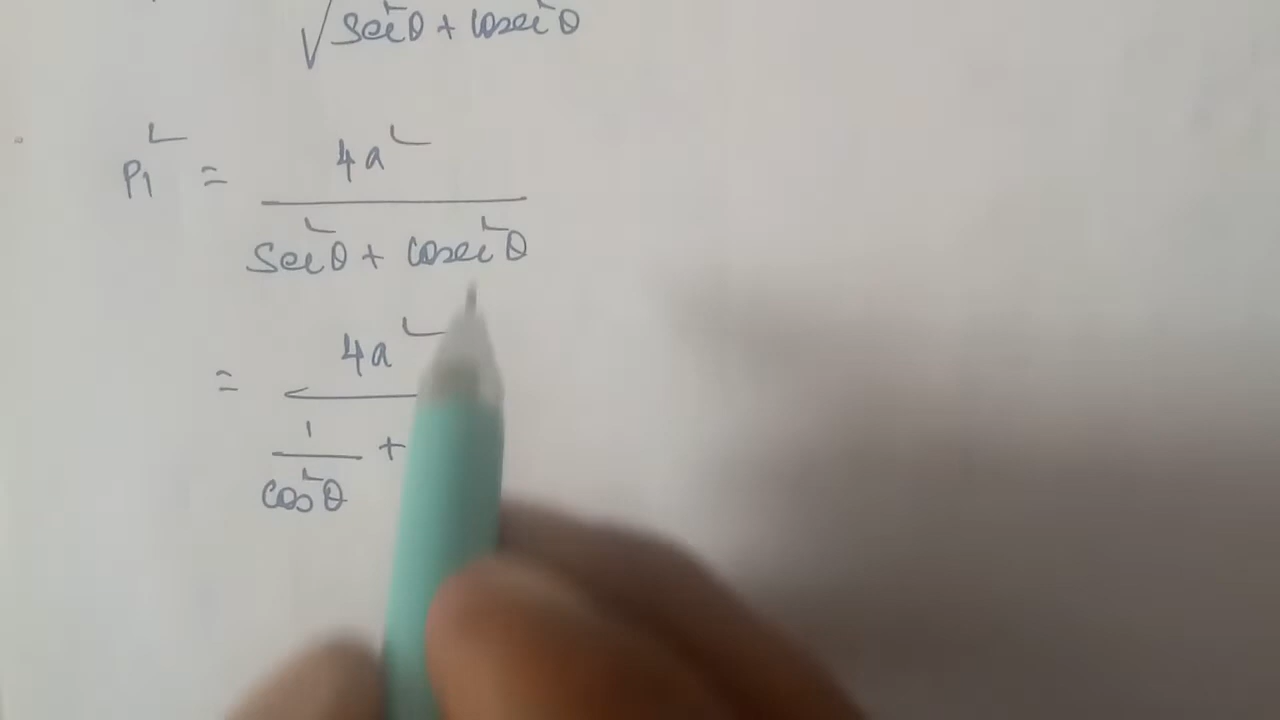 √sec²θ + cosec²θ
P₁² = 4a² / sec²θ + cosec²θ
= 4a² / 1/cos²θ +